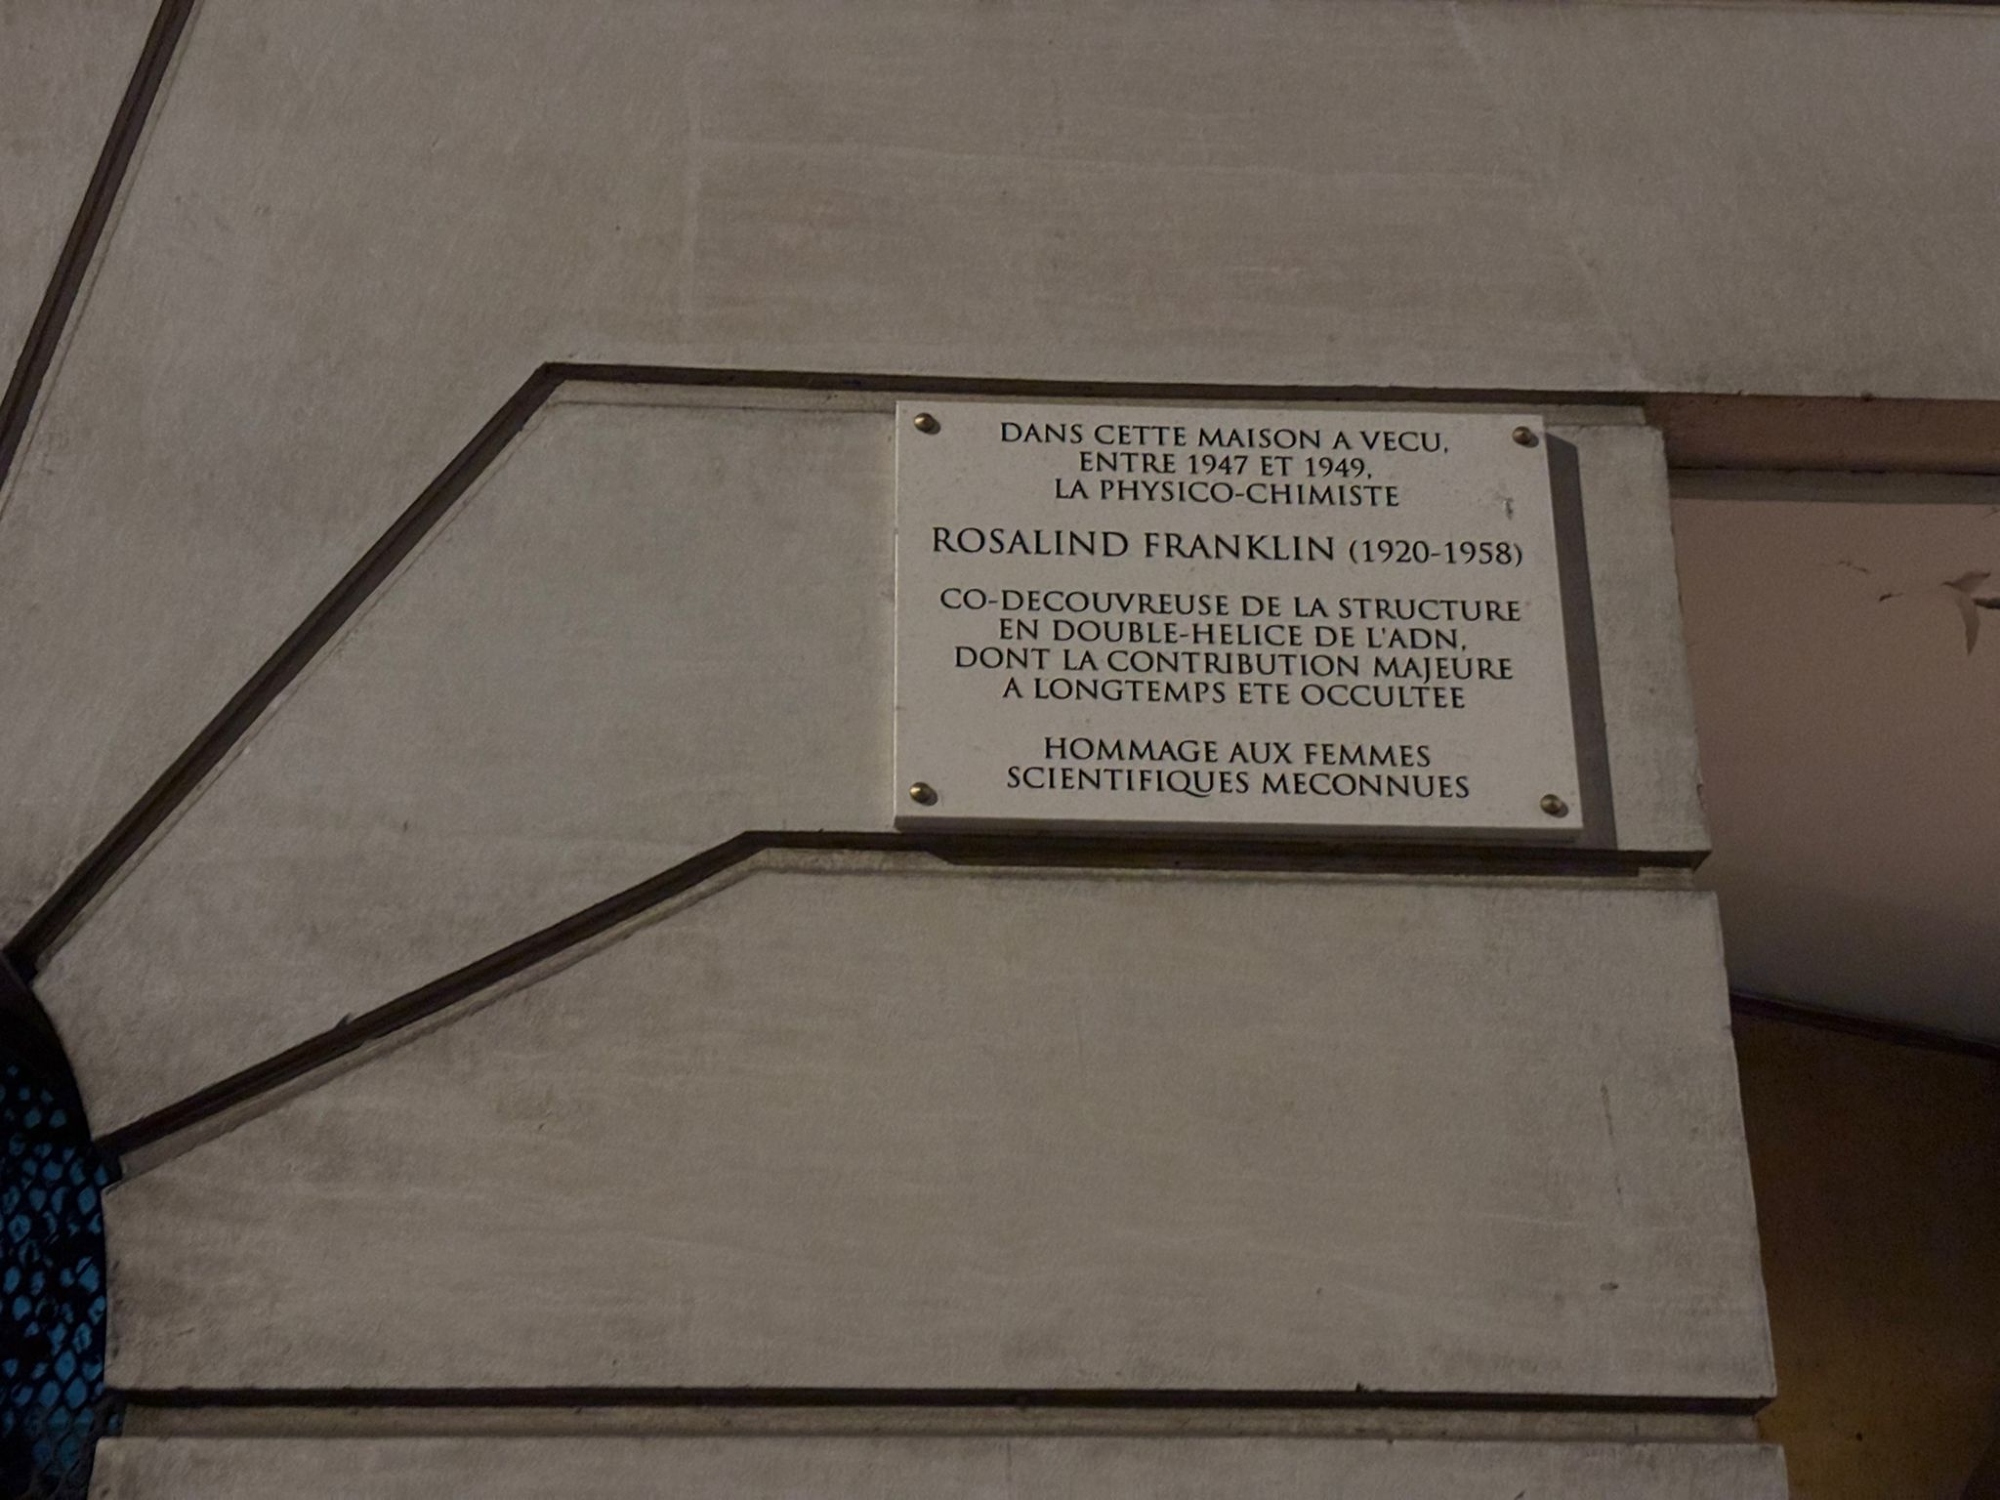 DANS CETTE MAISON A VECU,
ENTRE 1947 ET 1949,
LA PHYSICO-CHIMISTE
ROSALIND FRANKLIN (1920-1958)
CO-DECOUVREUSE DE LA STRUCTURE
EN DOUBLE-HELICE DE L'ADN,
DONT LA CONTRIBUTION MAJEURE
A LONGTEMPS ETE OCCULTEE
HOMMAGE AUX FEMMES
SCIENTIFIQUES MECONNUES